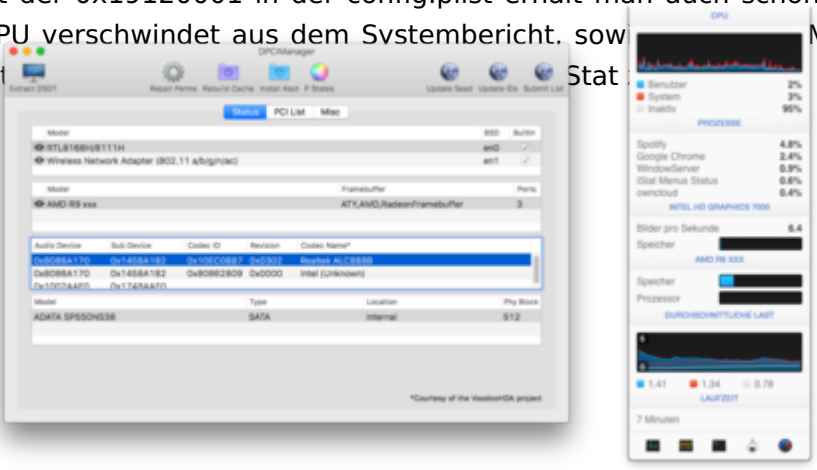 t der 0x19120001 in der config.plist erhält man auch schon
PU verschwindet aus dem Systembericht, sow
DPCIManager
Extract DSDT Repair Perms Rebuild Cache Install Kext P States Update Seed Update IDs Submit List
Stat
Status PCI List Misc
Model BSD Builtin
RTL8168H/8111H en0
Wireless Network Adapter (802.11 a/b/g/n/ac) en1
Model Framebuffer Ports
AMD R9 xxx ATY,AMD,RadeonFramebuffer 3
Audio Device Sub Device Codec ID Revision Codec Name*
0x8086A170 0x1458A182 0x10EC0887 0x0302 Realtek
0x8086A170 0x1458A182 0x80862809 0x0000 Intel (Unknown)
Model Type Location Phy Block
ADATA SP550NS38 SATA Internal 512
*Courtesy of the VoodooHDA project
CPU
Benutzer 2%
System 3%
Inaktiv 95%
PROZESSE
Spotify 4.8%
Google Chrome 2.4%
WindowServer 0.9%
iStat Menus Status 0.6%
owncloud 0.4%
INTEL HD GRAPHICS 7000
Bilder pro Sekunde 6.4
Speicher
AMD R9 XXX
Speicher
Prozessor
DURCHSCHNITTLICHE LAST
1.41 1.34 0.78
LAUFZEIT
7 Minuten